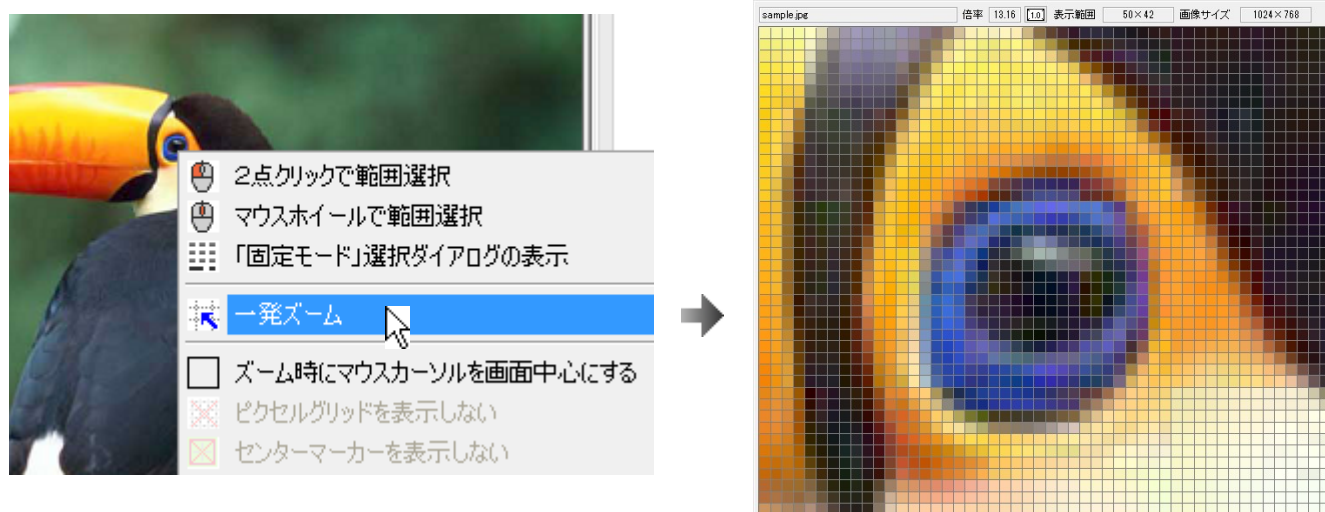 2点クリックで範囲選択
マウスホイールで範囲選択
「固定モード」選択ダイアログの表示
一発ズーム
ズーム時にマウスカーソルを画面中心にする
ピクセルグリッドを表示しない
センターマーカーを表示しない
sample.jpg 倍率 13.16 1.0 表示範囲 50×42 画像サイズ 1024×768